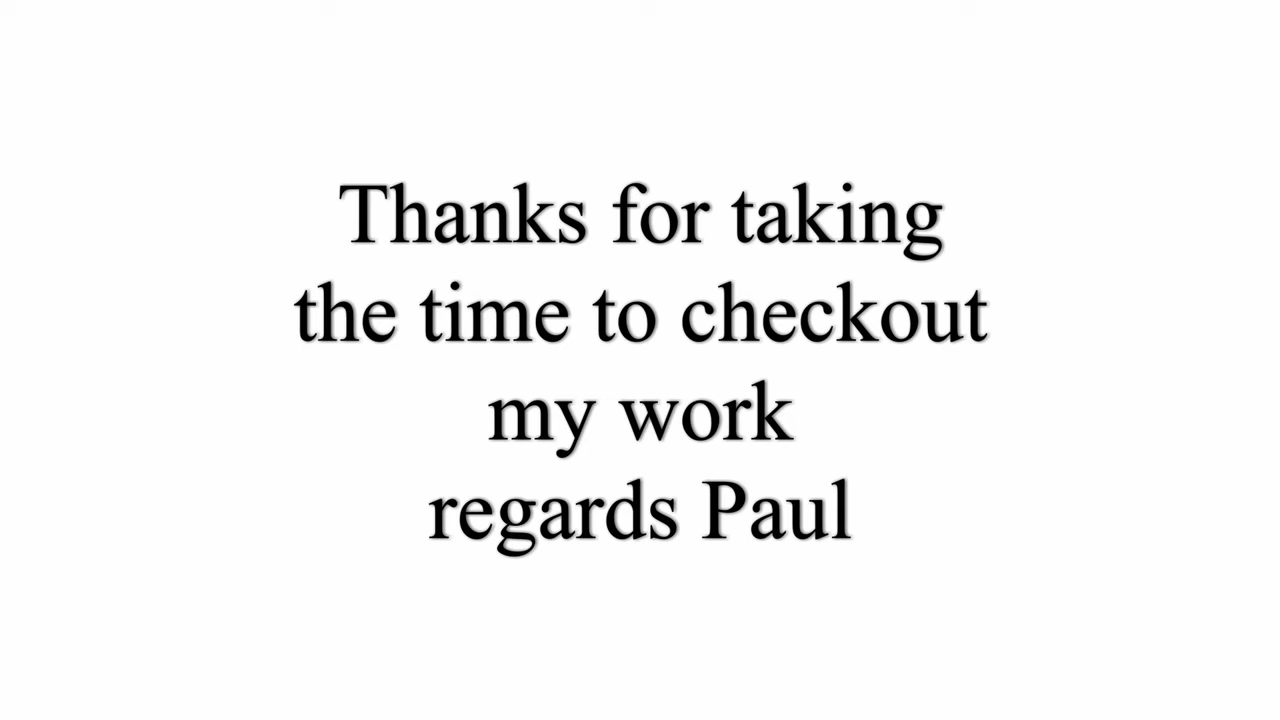 Thanks for taking
the time to checkout
my work
regards Paul